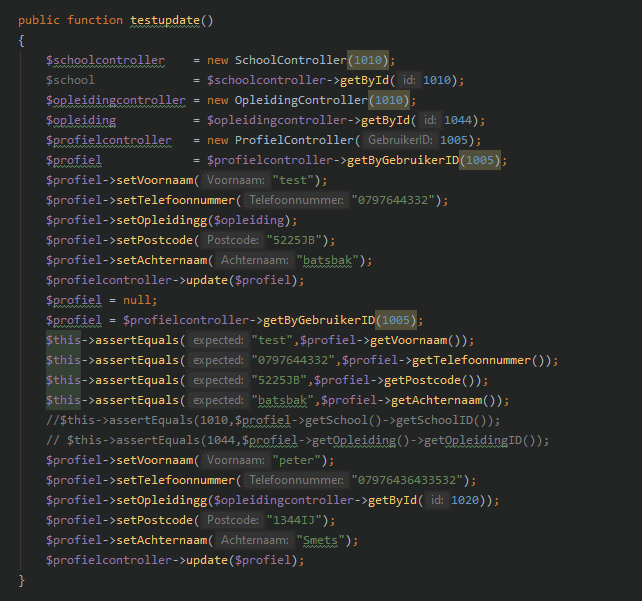 public function testupdate()
{
$schoolcontroller = new SchoolController(1010);
$school = $schoolcontroller->getById( id: 1010);
$opleidingcontroller = new OpleidingController(1010);
$opleiding = $opleidingcontroller->getById( id: 1044);
$profielcontroller = new ProfielController( GebruikerID: 1005);
$profiel = $profielcontroller->getByGebruikerID(1005);
$profiel->setVoornaam( Voornaam: "test");
$profiel->setTelefoonnummer( Telefoonnummer: "0797644332");
$profiel->setOpleidingg($opleiding);
$profiel->setPostcode( Postcode: "5225JB");
$profiel->setAchternaam( Achternaam: "batsbak");
$profielcontroller->update($profiel);
$profiel = null;
$profiel = $profielcontroller->getByGebruikerID(1005);
$this->assertEquals( expected: "test",$profiel->getVoornaam());
$this->assertEquals( expected: "0797644332",$profiel->getTelefoonnummer());
$this->assertEquals( expected: "5225JB",$profiel->getPostcode());
$this->assertEquals( expected: "batsbak",$profiel->getAchternaam());
//$this->assertEquals(1010,$profiel->getSchool()->getSchoolID());
// $this->assertEquals(1044,$profiel->getOpleiding()->getOpleidingID());
$profiel->setVoornaam( Voornaam: "peter");
$profiel->setTelefoonnummer( Telefoonnummer: "07976436433532");
$profiel->setOpleidingg($opleidingcontroller->getById( id: 1020));
$profiel->setPostcode( Postcode: "1344IJ");
$profiel->setAchternaam( Achternaam: "Smets");
$profielcontroller->update($profiel);
}